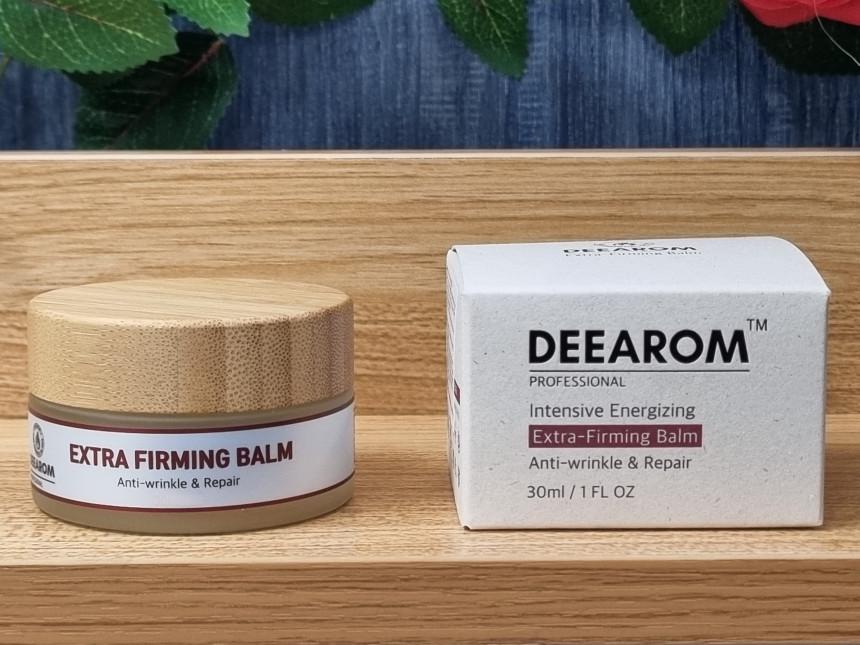 DEEAROM
EXTRA FIRMING BALM
Anti-wrinkle & Repair
DEEAROM
Extra-Firming Balm
DEEAROM™
PROFESSIONAL
Intensive Energizing
Extra-Firming Balm
Anti-wrinkle & Repair
30ml / 1 FL OZ